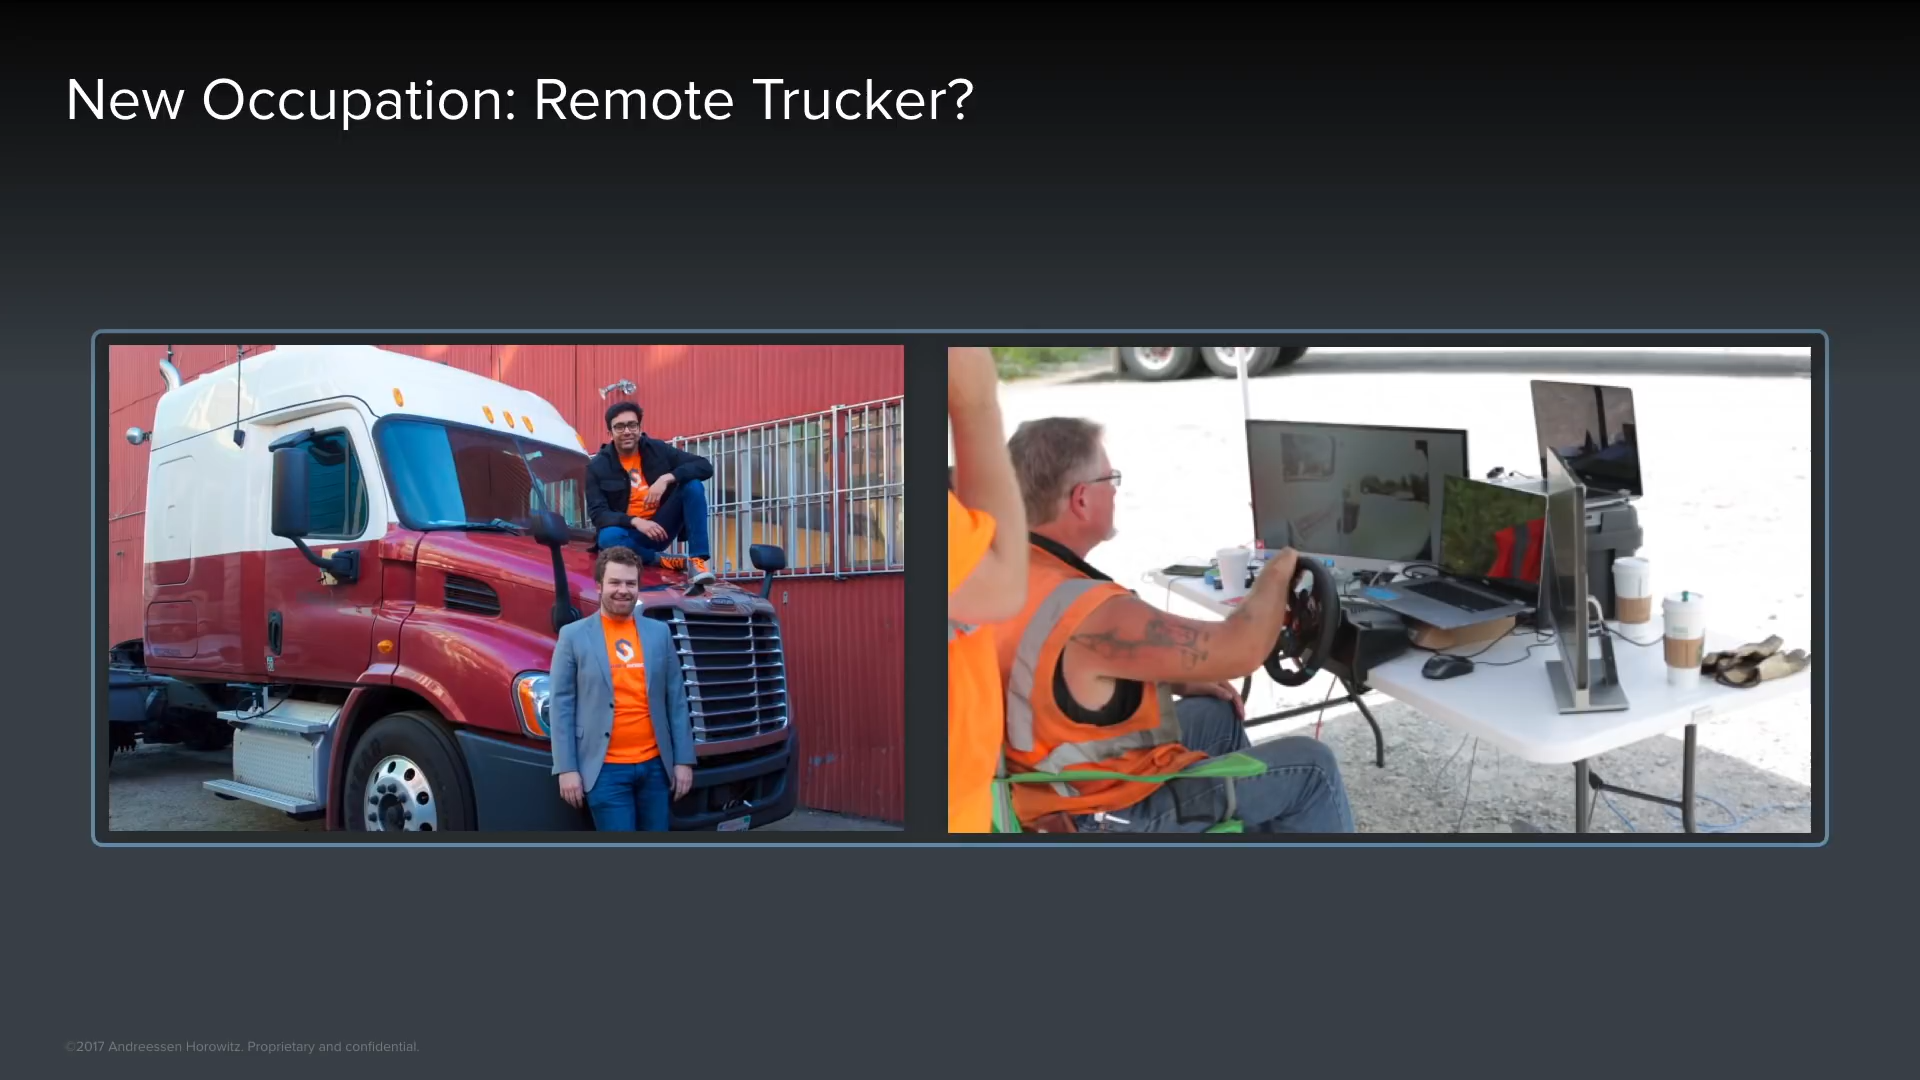 New Occupation: Remote Trucker?
©2017 Andreessen Horowitz. Proprietary and confidential.